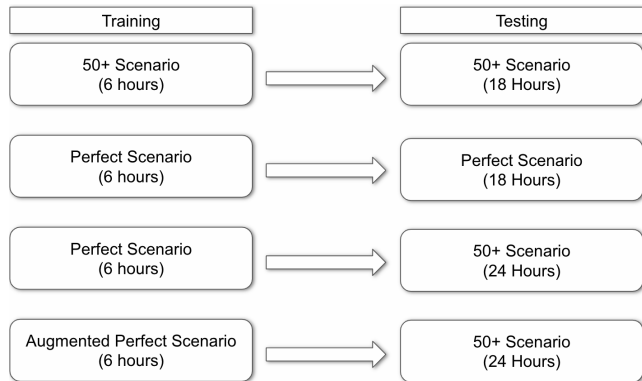 Training
Testing
50+ Scenario
(6 hours)
50+ Scenario
(18 Hours)
Perfect Scenario
(6 hours)
Perfect Scenario
(18 Hours)
Perfect Scenario
(6 hours)
50+ Scenario
(24 Hours)
Augmented Perfect Scenario
(6 hours)
50+ Scenario
(24 Hours)